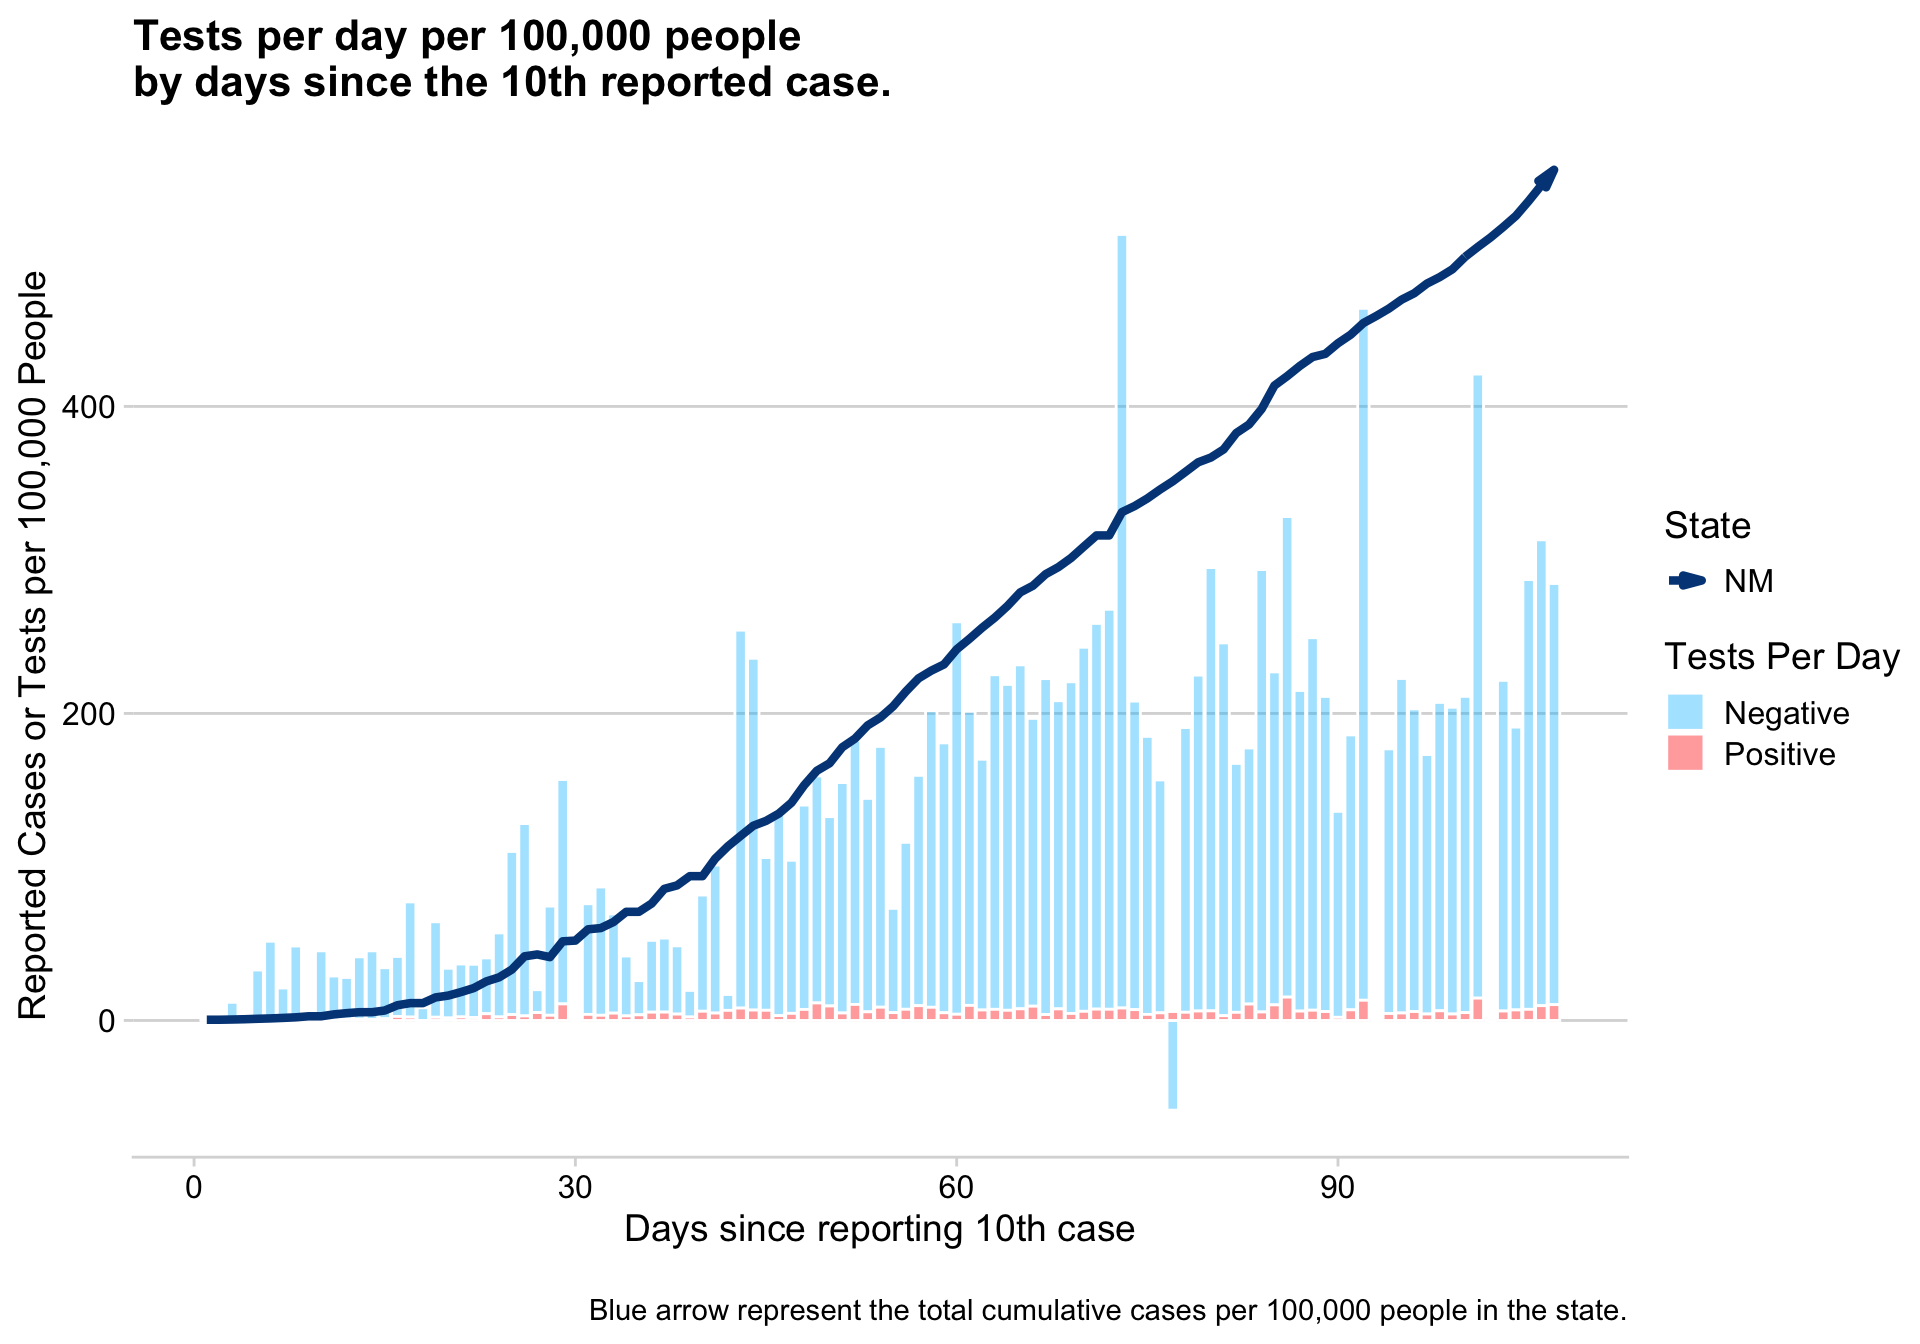 Tests per day per 100,000 people
by days since the 10th reported case.
Reported Cases or Tests per 100,000 People
400
200
0
0
30
60
90
Days since reporting 10th case
State
NM
Tests Per Day
Negative
Positive
Blue arrow represent the total cumulative cases per 100,000 people in the state.